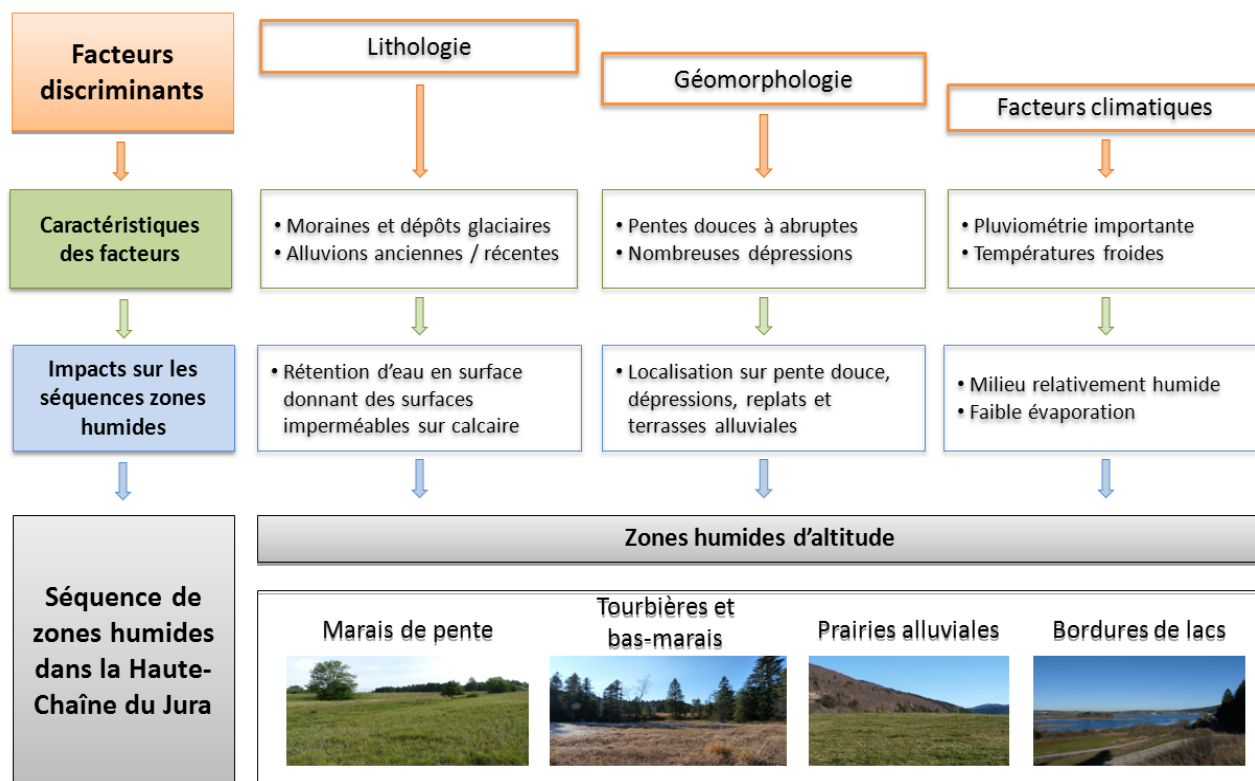 Facteurs
discriminants
Lithologie
Géomorphologie
Facteurs climatiques
Caractéristiques
des facteurs
• Moraines et dépôts glaciaires
• Alluvions anciennes / récentes
• Pentes douces à abruptes
• Nombreuses dépressions
• Pluviométrie importante
• Températures froides
Impacts sur les
séquences zones
humides
• Rétention d’eau en surface
donnant des surfaces
imperméables sur calcaire
• Localisation sur pente douce,
dépressions, replats et
terrasses alluviales
• Milieu relativement humide
• Faible évaporation
Séquence de
zones humides
dans la Haute-
Chaîne du Jura
Zones humides d’altitude
Marais de pente
Tourbières et
bas-marais
Prairies alluviales
Bordures de lacs